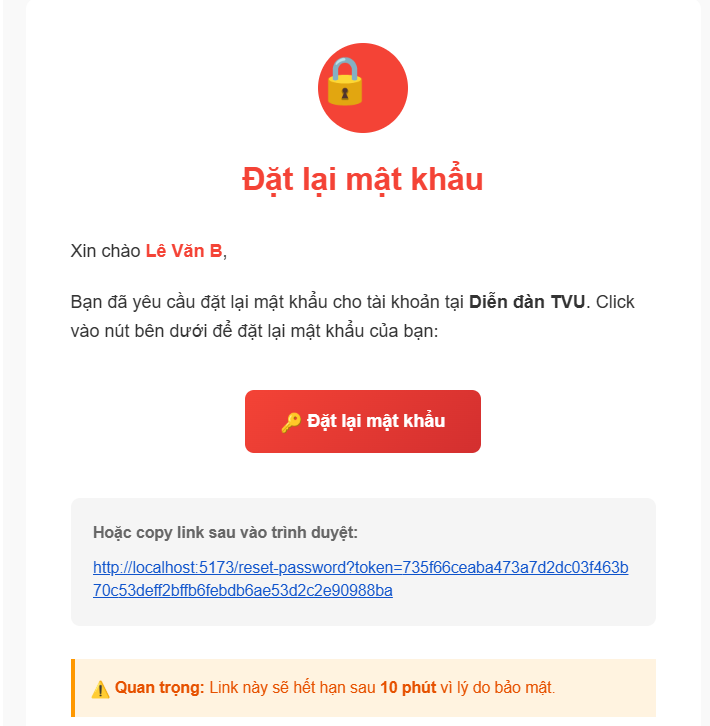 Đặt lại mật khẩu
Xin chào Lê Văn B,
Bạn đã yêu cầu đặt lại mật khẩu cho tài khoản tại Diễn đàn TVU. Click
vào nút bên dưới để đặt lại mật khẩu của bạn:
🔑 Đặt lại mật khẩu
Hoặc copy link sau vào trình duyệt:
http://localhost:5173/reset-password?token=735f66ceaba473a7d2dc03f463b
70c53deff2bffb6febdb6ae53d2c2e90988ba
⚠️ Quan trọng: Link này sẽ hết hạn sau 10 phút vì lý do bảo mật.